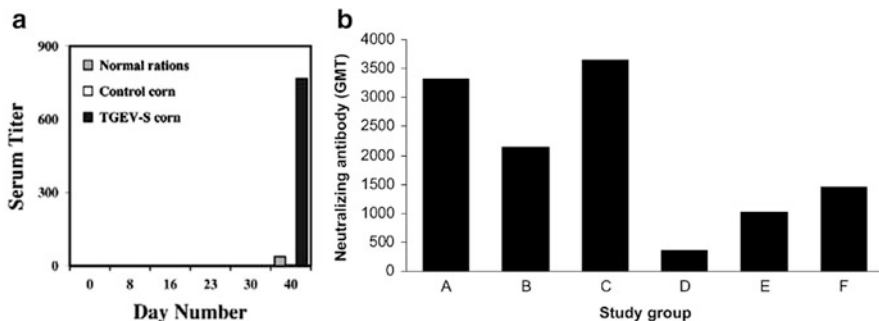 a
900
600
300
0
Serum Titer
Normal rations
Control corn
TGEV-S corn
0 8 16 23 30 40
Day Number
b
4000
3500
3000
2500
2000
1500
1000
500
0
Neutralizing antibody (GMT)
A B C D E F
Study group